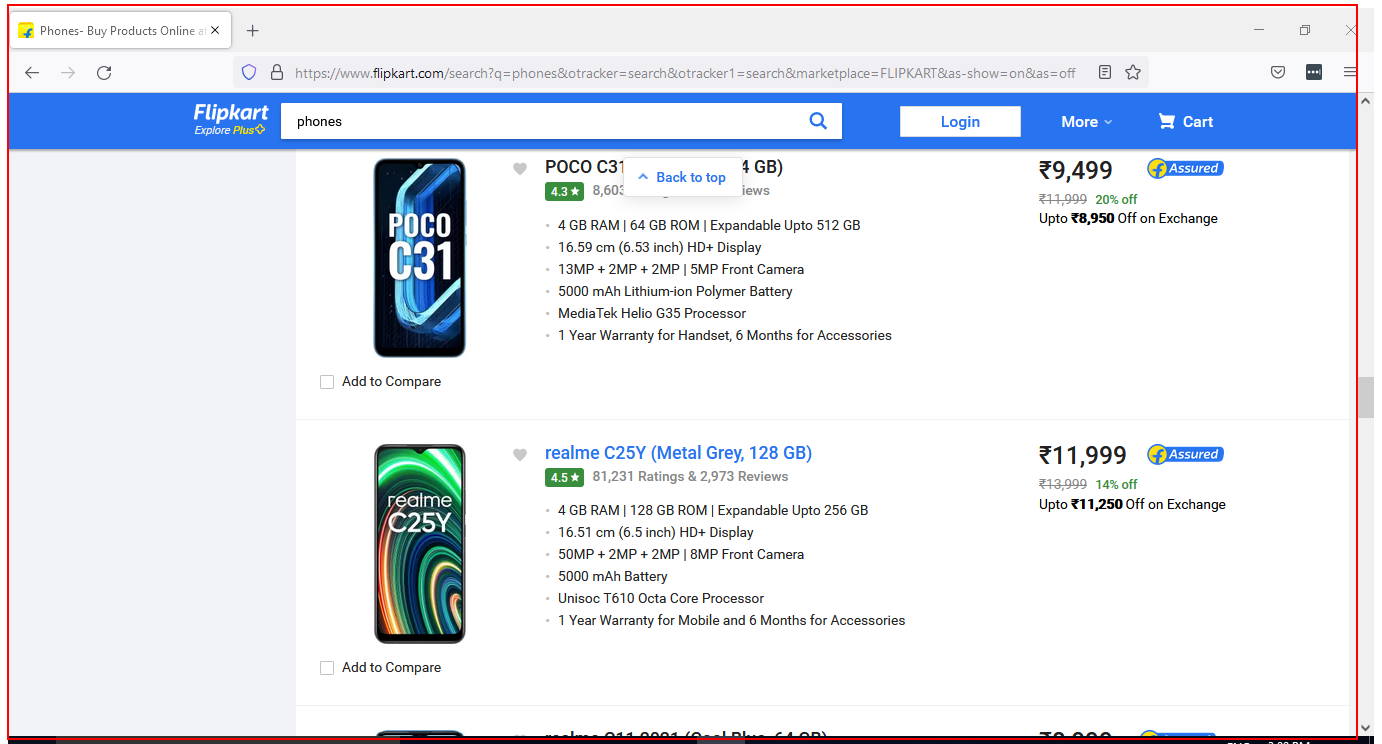 Phones- Buy Products Online at
https://www.flipkart.com/search?q=phones&otracker=search&otracker1=search&marketplace=FLIPKART&as-show=on&as=off
Flipkart
Explore Plus
phones
Login
More
Cart
POCO C31 4 GB)
Back to top
4.3★ 8,603
₹9,499
Assured
₹11,999 20% off
Upto ₹8,950 Off on Exchange
4 GB RAM | 64 GB ROM | Expandable Upto 512 GB
16.59 cm (6.53 inch) HD+ Display
13MP + 2MP + 2MP | 5MP Front Camera
5000 mAh Lithium-ion Polymer Battery
MediaTek Helio G35 Processor
1 Year Warranty for Handset, 6 Months for Accessories
POCO
C31
Add to Compare
realme C25Y (Metal Grey, 128 GB)
4.5★ 81,231 Ratings & 2,973 Reviews
₹11,999
Assured
₹13,999 14% off
Upto ₹11,250 Off on Exchange
4 GB RAM | 128 GB ROM | Expandable Upto 256 GB
16.51 cm (6.5 inch) HD+ Display
50MP + 2MP + 2MP | 8MP Front Camera
5000 mAh Battery
Unisoc T610 Octa Core Processor
1 Year Warranty for Mobile and 6 Months for Accessories
realme
C25Y
Add to Compare
realme C11 2021 (Cool Blue, 64 GB)